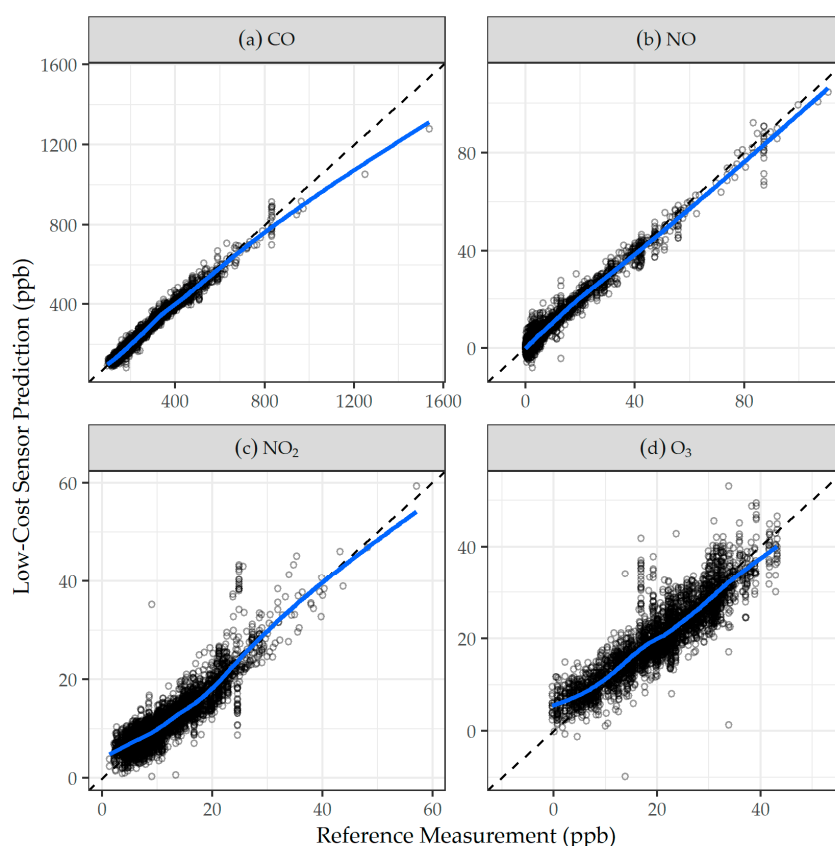 (a) CO
(b) NO
1600
1200
800
400
80
40
0
400 800 1200 1600
0 40 80
Low-Cost Sensor Prediction (ppb)
(c) NO₂
(d) O₃
60
40
20
0
40
20
0
0 20 40 60
0 20 40
Reference Measurement (ppb)